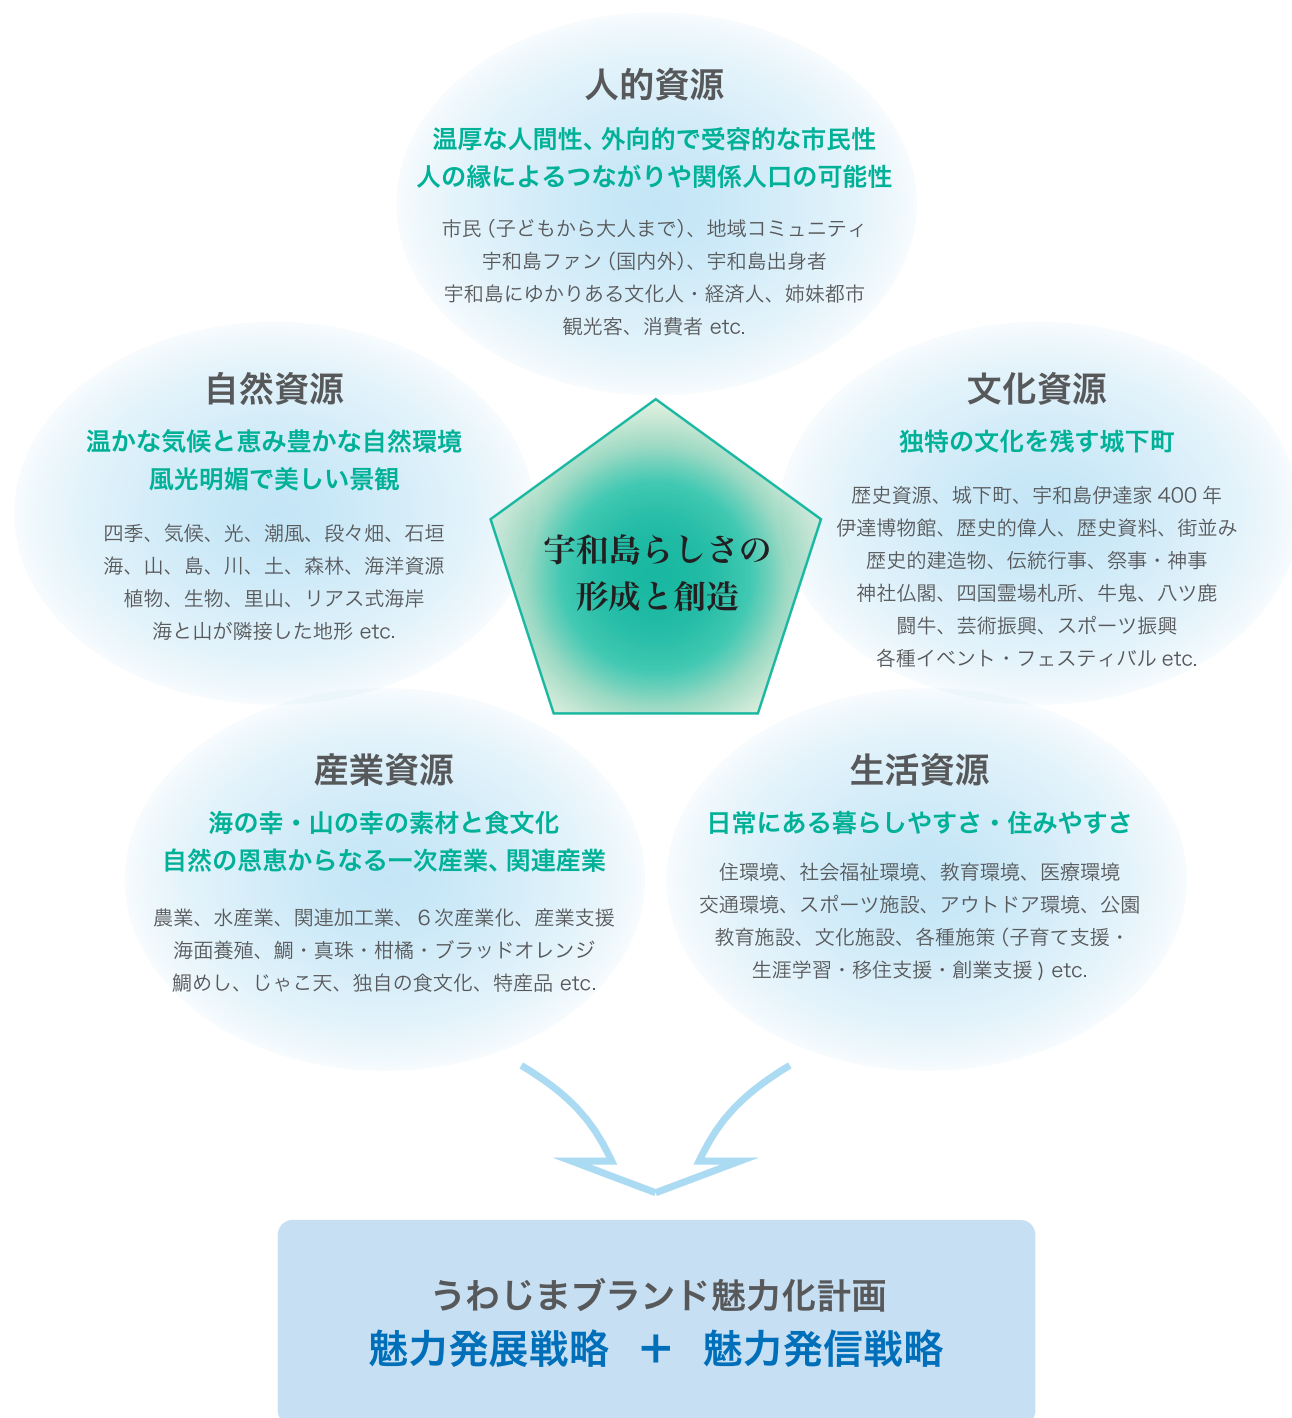 人的資源
温厚な人間性、外向的で受容的な市民性
人の縁によるつながりや関係人口の可能性
市民（子どもから大人まで）、地域コミュニティ
宇和島ファン（国内外）、宇和島出身者
宇和島にゆかりある文化人・経済人、姉妹都市
観光客、消費者 etc.
自然資源
温かな気候と恵み豊かな自然環境
風光明媚で美しい景観
四季、気候、光、潮風、段々畑、石垣
海、山、島、川、土、森林、海洋資源
植物、生物、里山、リアス式海岸
海と山が隣接した地形 etc.
文化資源
独特の文化を残す城下町
歴史資源、城下町、宇和島伊達家 400 年
伊達博物館、歴史的偉人、歴史資料、街並み
歴史的建造物、伝統行事、祭事・神事
神社仏閣、四国霊場札所、牛鬼、八ツ鹿
闘牛、芸術振興、スポーツ振興
各種イベント・フェスティバル etc.
宇和島らしさの
形成と創造
産業資源
海の幸・山の幸の素材と食文化
自然の恩恵からなる一次産業、関連産業
農業、水産業、関連加工業、６次産業化、産業支援
海面養殖、鯛・真珠・柑橘・ブラッドオレンジ
鯛めし、じゃこ天、独自の食文化、特産品 etc.
生活資源
日常にある暮らしやすさ・住みやすさ
住環境、社会福祉環境、教育環境、医療環境
交通環境、スポーツ施設、アウトドア環境、公園
教育施設、文化施設、各種施策（子育て支援・
生涯学習・移住支援・創業支援 ) etc.
うわじまブランド魅力化計画
魅力発展戦略 ＋ 魅力発信戦略